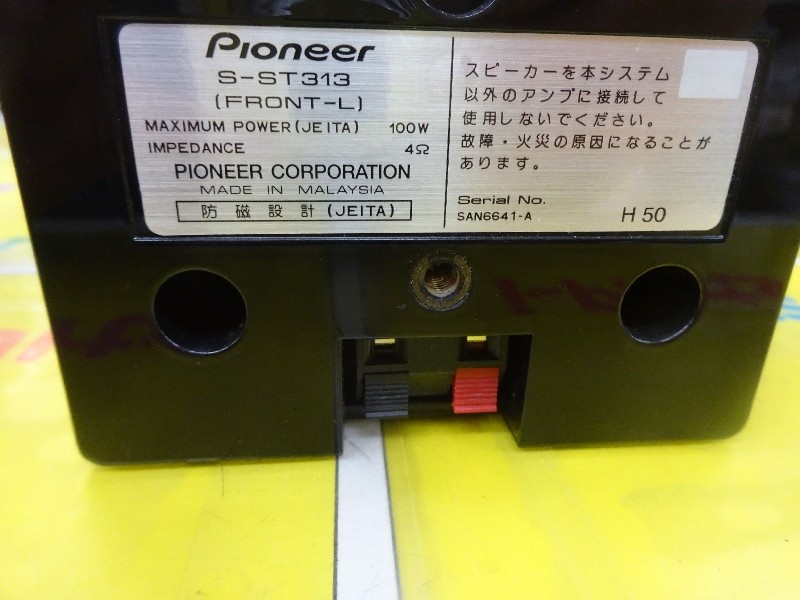 Pioneer
S-ST313
(FRONT-L)
MAXIMUM POWER(JEITA) 100W
IMPEDANCE 4Ω
PIONEER CORPORATION
MADE IN MALAYSIA
防磁設計(JEITA)
スピーカーを本システム
以外のアンプに接続して
使用しないでください。
故障・火災の原因になることが
あります。
Serial No.
SAN6641-A H50